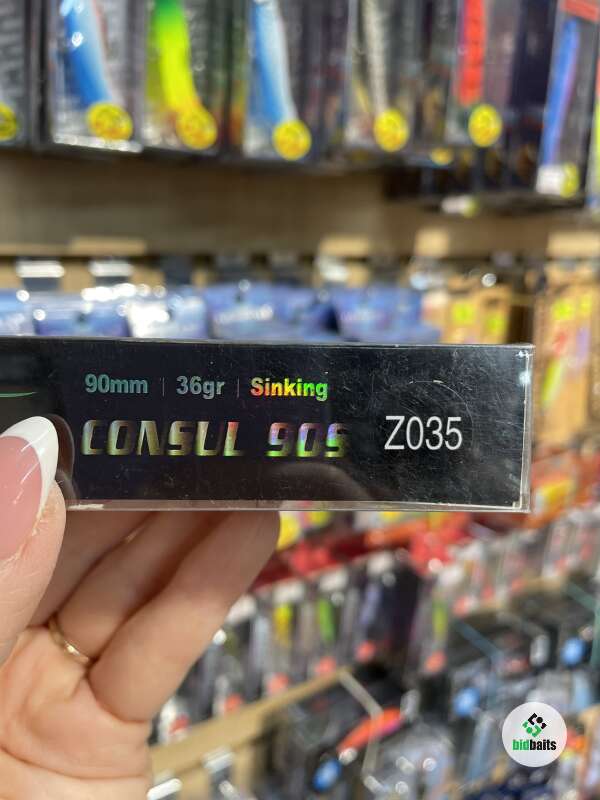 90mm | 36gr | Sinking
CONSUL 90S
Z035
bidbaits